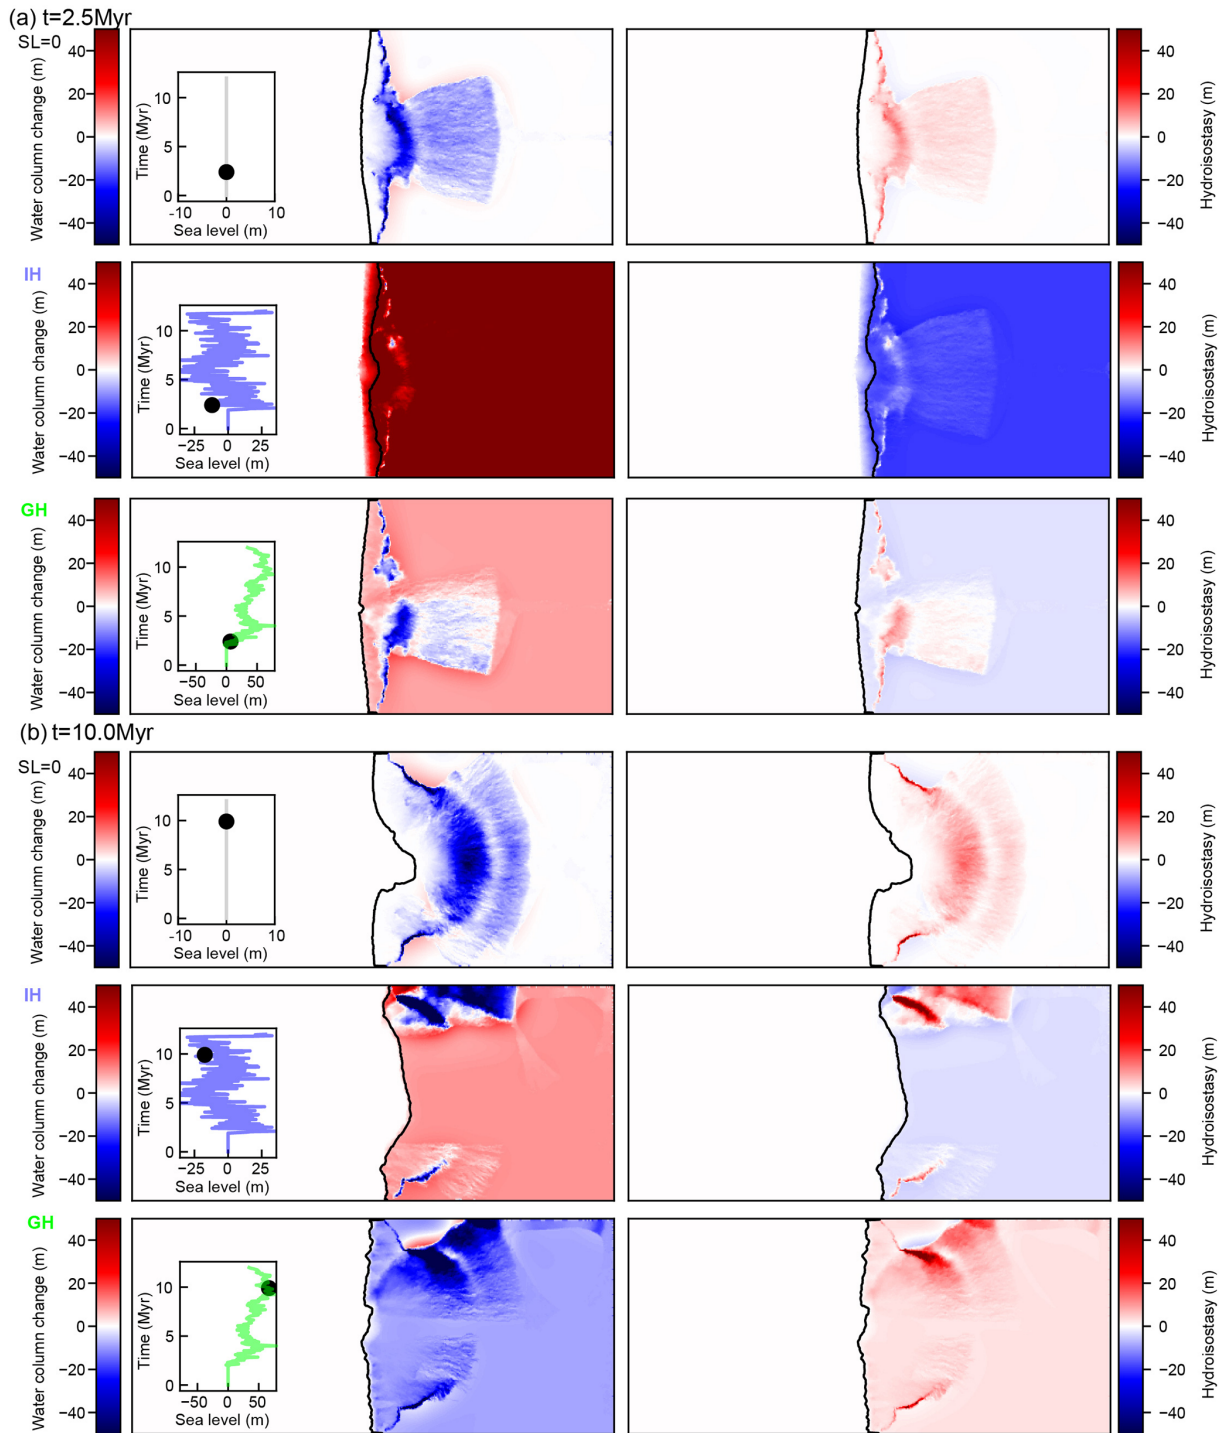 (a) t=2.5Myr
SL=0
Water column change (m)
40
20
0
−20
−40
Time (Myr)
10
5
0
-10 0 10
Sea level (m)
40
20
0
−20
−40
Hydroisostasy (m)
IH
Water column change (m)
40
20
0
−20
−40
Time (Myr)
10
5
0
−25 0 25
Sea level (m)
40
20
0
−20
−40
Hydroisostasy (m)
GH
Water column change (m)
40
20
0
−20
−40
Time (Myr)
10
5
0
−50 0 50
Sea level (m)
40
20
0
−20
−40
Hydroisostasy (m)
(b) t=10.0Myr
SL=0
Water column change (m)
40
20
0
−20
−40
Time (Myr)
10
5
0
-10 0 10
Sea level (m)
40
20
0
−20
−40
Hydroisostasy (m)
IH
Water column change (m)
40
20
0
−20
−40
Time (Myr)
10
5
0
−25 0 25
Sea level (m)
40
20
0
−20
−40
Hydroisostasy (m)
GH
Water column change (m)
40
20
0
−20
−40
Time (Myr)
10
5
0
−50 0 50
Sea level (m)
40
20
0
−20
−40
Hydroisostasy (m)